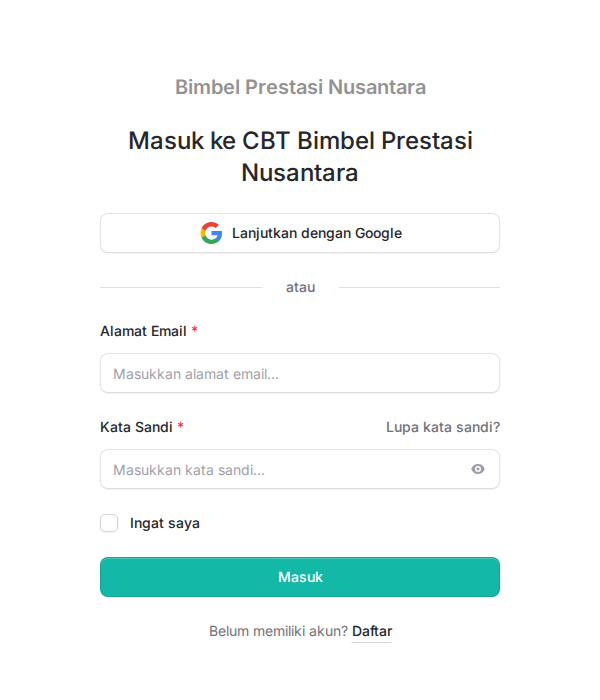 Bimbel Prestasi Nusantara
Masuk ke CBT Bimbel Prestasi
Nusantara
Lanjutkan dengan Google
atau
Alamat Email *
Masukkan alamat email...
Kata Sandi * Lupa kata sandi?
Masukkan kata sandi...
Ingat saya
Masuk
Belum memiliki akun? Daftar